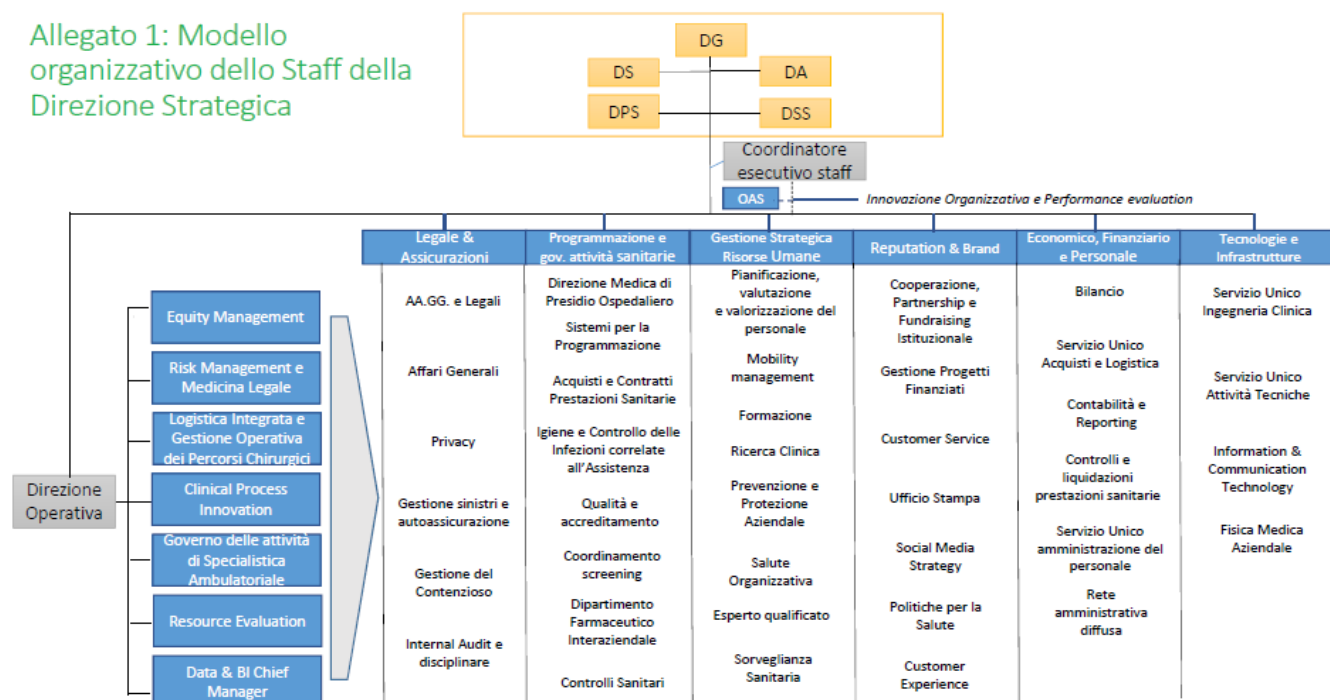 Allegato 1: Modello
organizzativo dello Staff della
Direzione Strategica
DG
DS
DA
DPS
DSS
Coordinatore
esecutivo staff
OAS
Innovazione Organizzativa e Performance evaluation
Direzione
Operativa
Equity Management
Risk Management e
Medicina Legale
Logistica Integrata e
Gestione Operativa
dei Percorsi Chirurgici
Clinical Process
Innovation
Governo delle attività
di Specialistica
Ambulatoriale
Resource Evaluation
Data & BI Chief
Manager
Legale &
Assicurazioni
AA.GG. e Legali
Affari Generali
Privacy
Gestione sinistri e
autoassicurazione
Gestione del
Contenzioso
Internal Audit e
disciplinare
Programmazione e
gov. attività sanitarie
Direzione Medica di
Presidio Ospedaliero
Sistemi per la
Programmazione
Acquisti e Contratti
Prestazioni Sanitarie
Igiene e Controllo delle
Infezioni correlate
all'Assistenza
Qualità e
accreditamento
Coordinamento
screening
Dipartimento
Farmaceutico
Interaziendale
Controlli Sanitari
Gestione Strategica
Risorse Umane
Pianificazione,
valutazione
e valorizzazione del
personale
Mobility
management
Formazione
Ricerca Clinica
Prevenzione e
Protezione
Aziendale
Salute
Organizzativa
Esperto qualificato
Sorveglianza
Sanitaria
Reputation & Brand
Cooperazione,
Partnership e
Fundraising
Istituzionale
Gestione Progetti
Finanziati
Customer Service
Ufficio Stampa
Social Media
Strategy
Politiche per la
Salute
Customer
Experience
Economico, Finanziario
e Personale
Bilancio
Servizio Unico
Acquisti e Logistica
Contabilità e
Reporting
Controlli e
liquidazioni
prestazioni sanitarie
Servizio Unico
amministrazione del
personale
Rete
amministrativa
diffusa
Tecnologie e
Infrastrutture
Servizio Unico
Ingegneria Clinica
Servizio Unico
Attività Tecniche
Information &
Communication
Technology
Fisica Medica
Aziendale